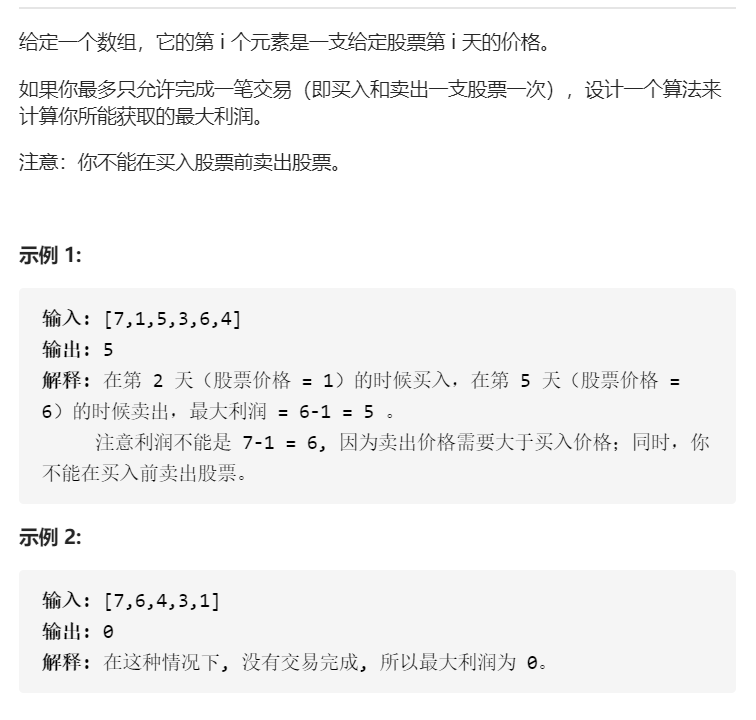 给定一个数组，它的第 i 个元素是一支给定股票第 i 天的价格。
如果你最多只允许完成一笔交易（即买入和卖出一支股票一次），设计一个算法来
计算你所能获取的最大利润。
注意：你不能在买入股票前卖出股票。
示例 1:
输入: [7,1,5,3,6,4]
输出: 5
解释: 在第 2 天（股票价格 = 1）的时候买入，在第 5 天（股票价格 =
6）的时候卖出，最大利润 = 6-1 = 5 。
注意利润不能是 7-1 = 6, 因为卖出价格需要大于买入价格；同时，你
不能在买入前卖出股票。
示例 2:
输入: [7,6,4,3,1]
输出: 0
解释: 在这种情况下, 没有交易完成, 所以最大利润为 0。